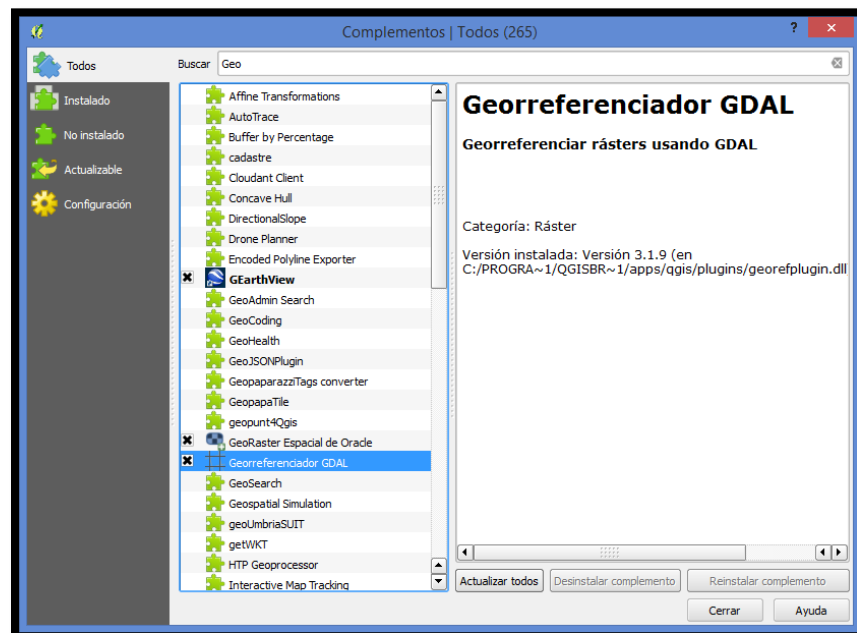 Complementos | Todos (265)
?
Todos
Instalado
No instalado
Actualizable
Configuración
Buscar
Geo
Affine Transformations
AutoTrace
Buffer by Percentage
cadastre
Cloudant Client
Concave Hull
DirectionalSlope
Drone Planner
Encoded Polyline Exporter
GEarthView
GeoAdmin Search
GeoCoding
GeoHealth
GeoJSONPlugin
GeopaparazziTags converter
GeopapaTile
geopunt4Qgis
GeoRaster Espacial de Oracle
Georreferenciador GDAL
GeoSearch
Geospatial Simulation
geoUmbriaSUIT
getWKT
HTP Geoprocessor
Interactive Map Tracking
Georreferenciador GDAL
Georreferenciar rásters usando GDAL
Categoría: Ráster
Versión instalada: Versión 3.1.9 (en
C:/PROGRA~1/QGISBR~1/apps/qgis/plugins/georefplugin.dll
Actualizar todos
Desinstalar complemento
Reinstalar complemento
Cerrar
Ayuda